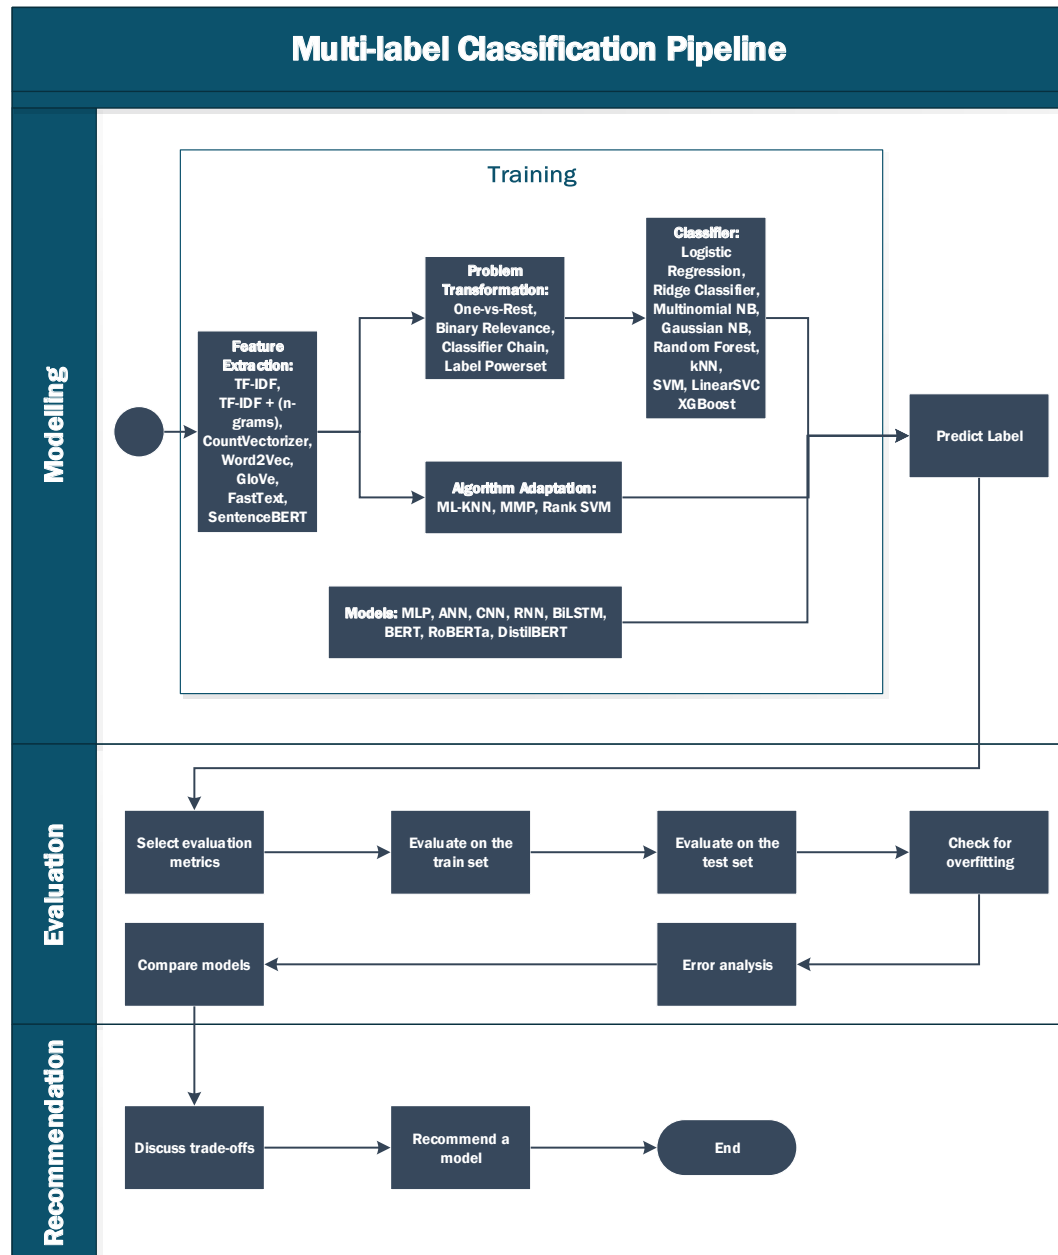 Multi-label Classification Pipeline
Modelling
Training
Feature
Extraction:
TF-IDF,
TF-IDF + (n-
grams),
CountVectorizer,
Word2Vec,
GloVe,
FastText,
SentenceBERT
Problem
Transformation:
One-vs-Rest,
Binary Relevance,
Classifier Chain,
Label Powerset
Classifier:
Logistic
Regression,
Ridge Classifier,
Multinomial NB,
Gaussian NB,
Random Forest,
kNN,
SVM, LinearSVC
XGBoost
Algorithm Adaptation:
ML-KNN, MMP, Rank SVM
Models: MLP, ANN, CNN, RNN, BiLSTM,
BERT, RoBERTa, DistilBERT
Predict Label
Evaluation
Select evaluation
metrics
Evaluate on the
train set
Evaluate on the
test set
Check for
overfitting
Compare models
Error analysis
Recommendation
Discuss trade-offs
Recommend a
model
End